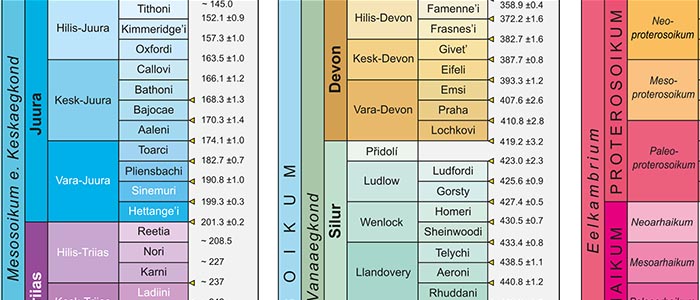 Mesosoikum e. Keskaegkond
Juura
Hilis-Juura
Kesk-Juura
Vara-Juura
Hilis-Triias
Tithoni
Kimmeridge'i
Oxfordi
Callovi
Bathoni
Bajocae
Aaleni
Toarci
Pliensbachi
Sinemuri
Hettange'i
Reetia
Nori
Karni
Ladiini
~ 145.0
152.1 ±0.9
157.3 ±1.0
163.5 ±1.0
166.1 ±1.2
168.3 ±1.3
170.3 ±1.4
174.1 ±1.0
182.7 ±0.7
190.8 ±1.0
199.3 ±0.3
201.3 ±0.2
~ 208.5
~ 227
~ 237
Vanaaegkond
Devon
Silur
Hilis-Devon
Kesk-Devon
Vara-Devon
Přidolí
Ludlow
Wenlock
Llandovery
Famenne'i
Frasnes'i
Givet'
Eifeli
Emsi
Praha
Lochkovi
Ludfordi
Gorsty
Homeri
Sheinwoodi
Telychi
Aeroni
Rhuddani
358.9 ±0.4
372.2 ±1.6
382.7 ±1.6
387.7 ±0.8
393.3 ±1.2
407.6 ±2.6
410.8 ±2.8
419.2 ±3.2
423.0 ±2.3
425.6 ±0.9
427.4 ±0.5
430.5 ±0.7
433.4 ±0.8
438.5 ±1.1
440.8 ±1.2
Eelkambrium
PROTEROSOIKUM
Neo-
proterosoikum
Meso-
proterosoikum
Paleo-
proterosoikum
Neoarhaikum
Mesoarhaikum